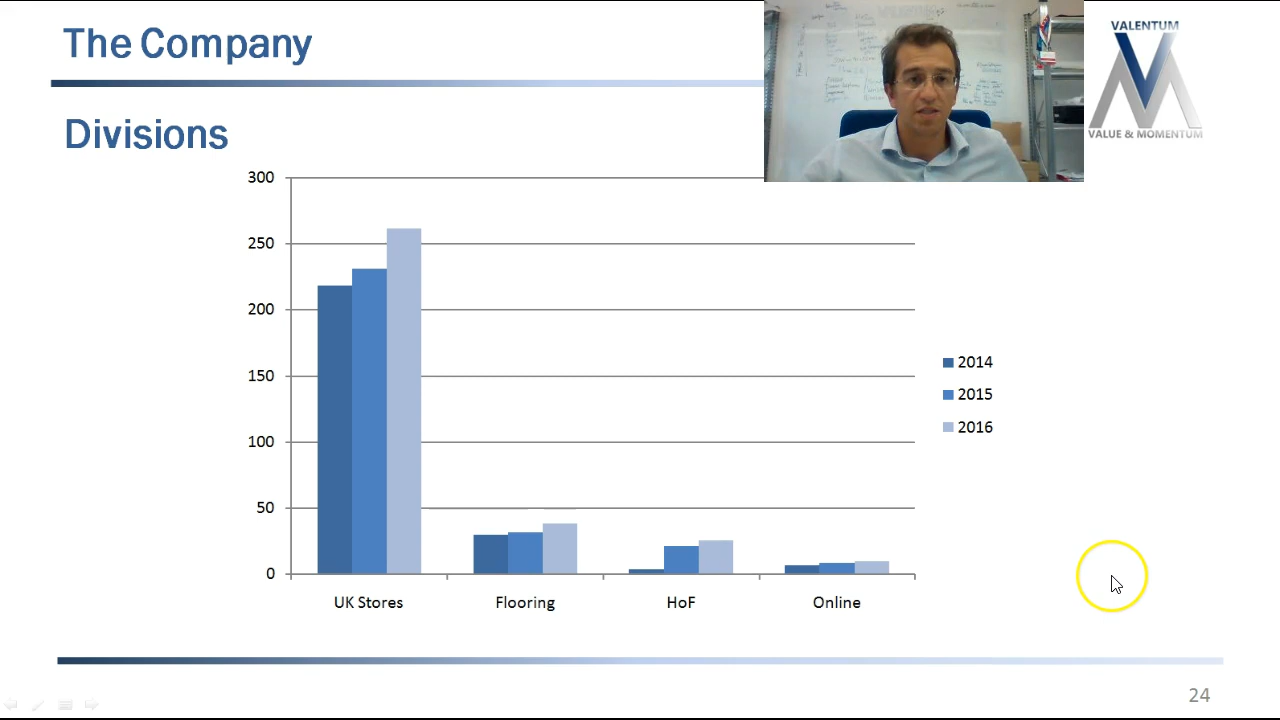 The Company
VALENTUM
VALUE & MOMENTUM
Divisions
300
250
200
150
100
50
0
UK Stores
Flooring
HoF
Online
2014
2015
2016
24